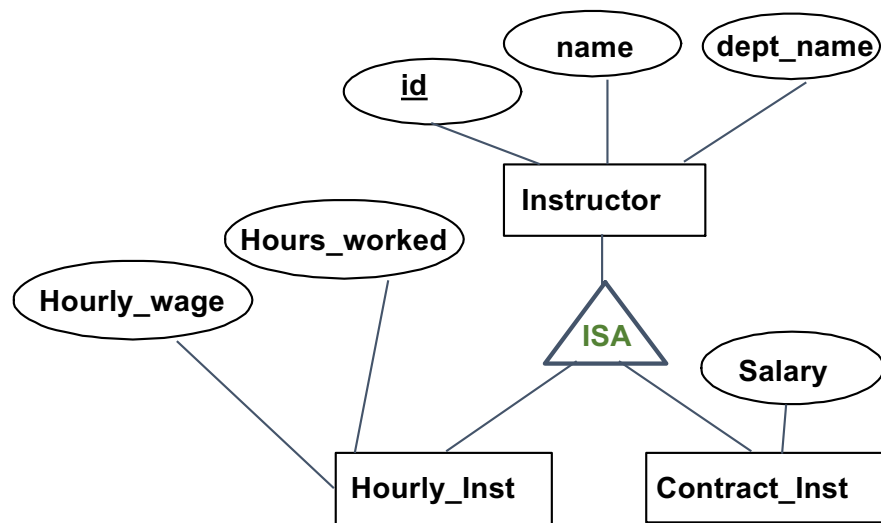 name
dept_name
id
Instructor
Hours_worked
Hourly_wage
ISA
Salary
Hourly_Inst
Contract_Inst